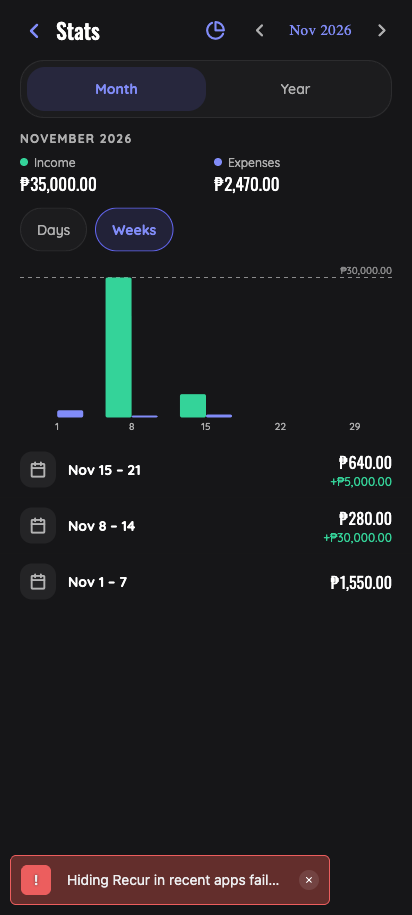 Stats
Nov 2026
Month
Year
NOVEMBER 2026
Income
Expenses
₱35,000.00
₱2,470.00
Days
Weeks
₱30,000.00
1 8 15 22 29
Nov 15 – 21
₱640.00
+₱5,000.00
Nov 8 – 14
₱280.00
+₱30,000.00
Nov 1 – 7
₱1,550.00
! Hiding Recur in recent apps fail... ×